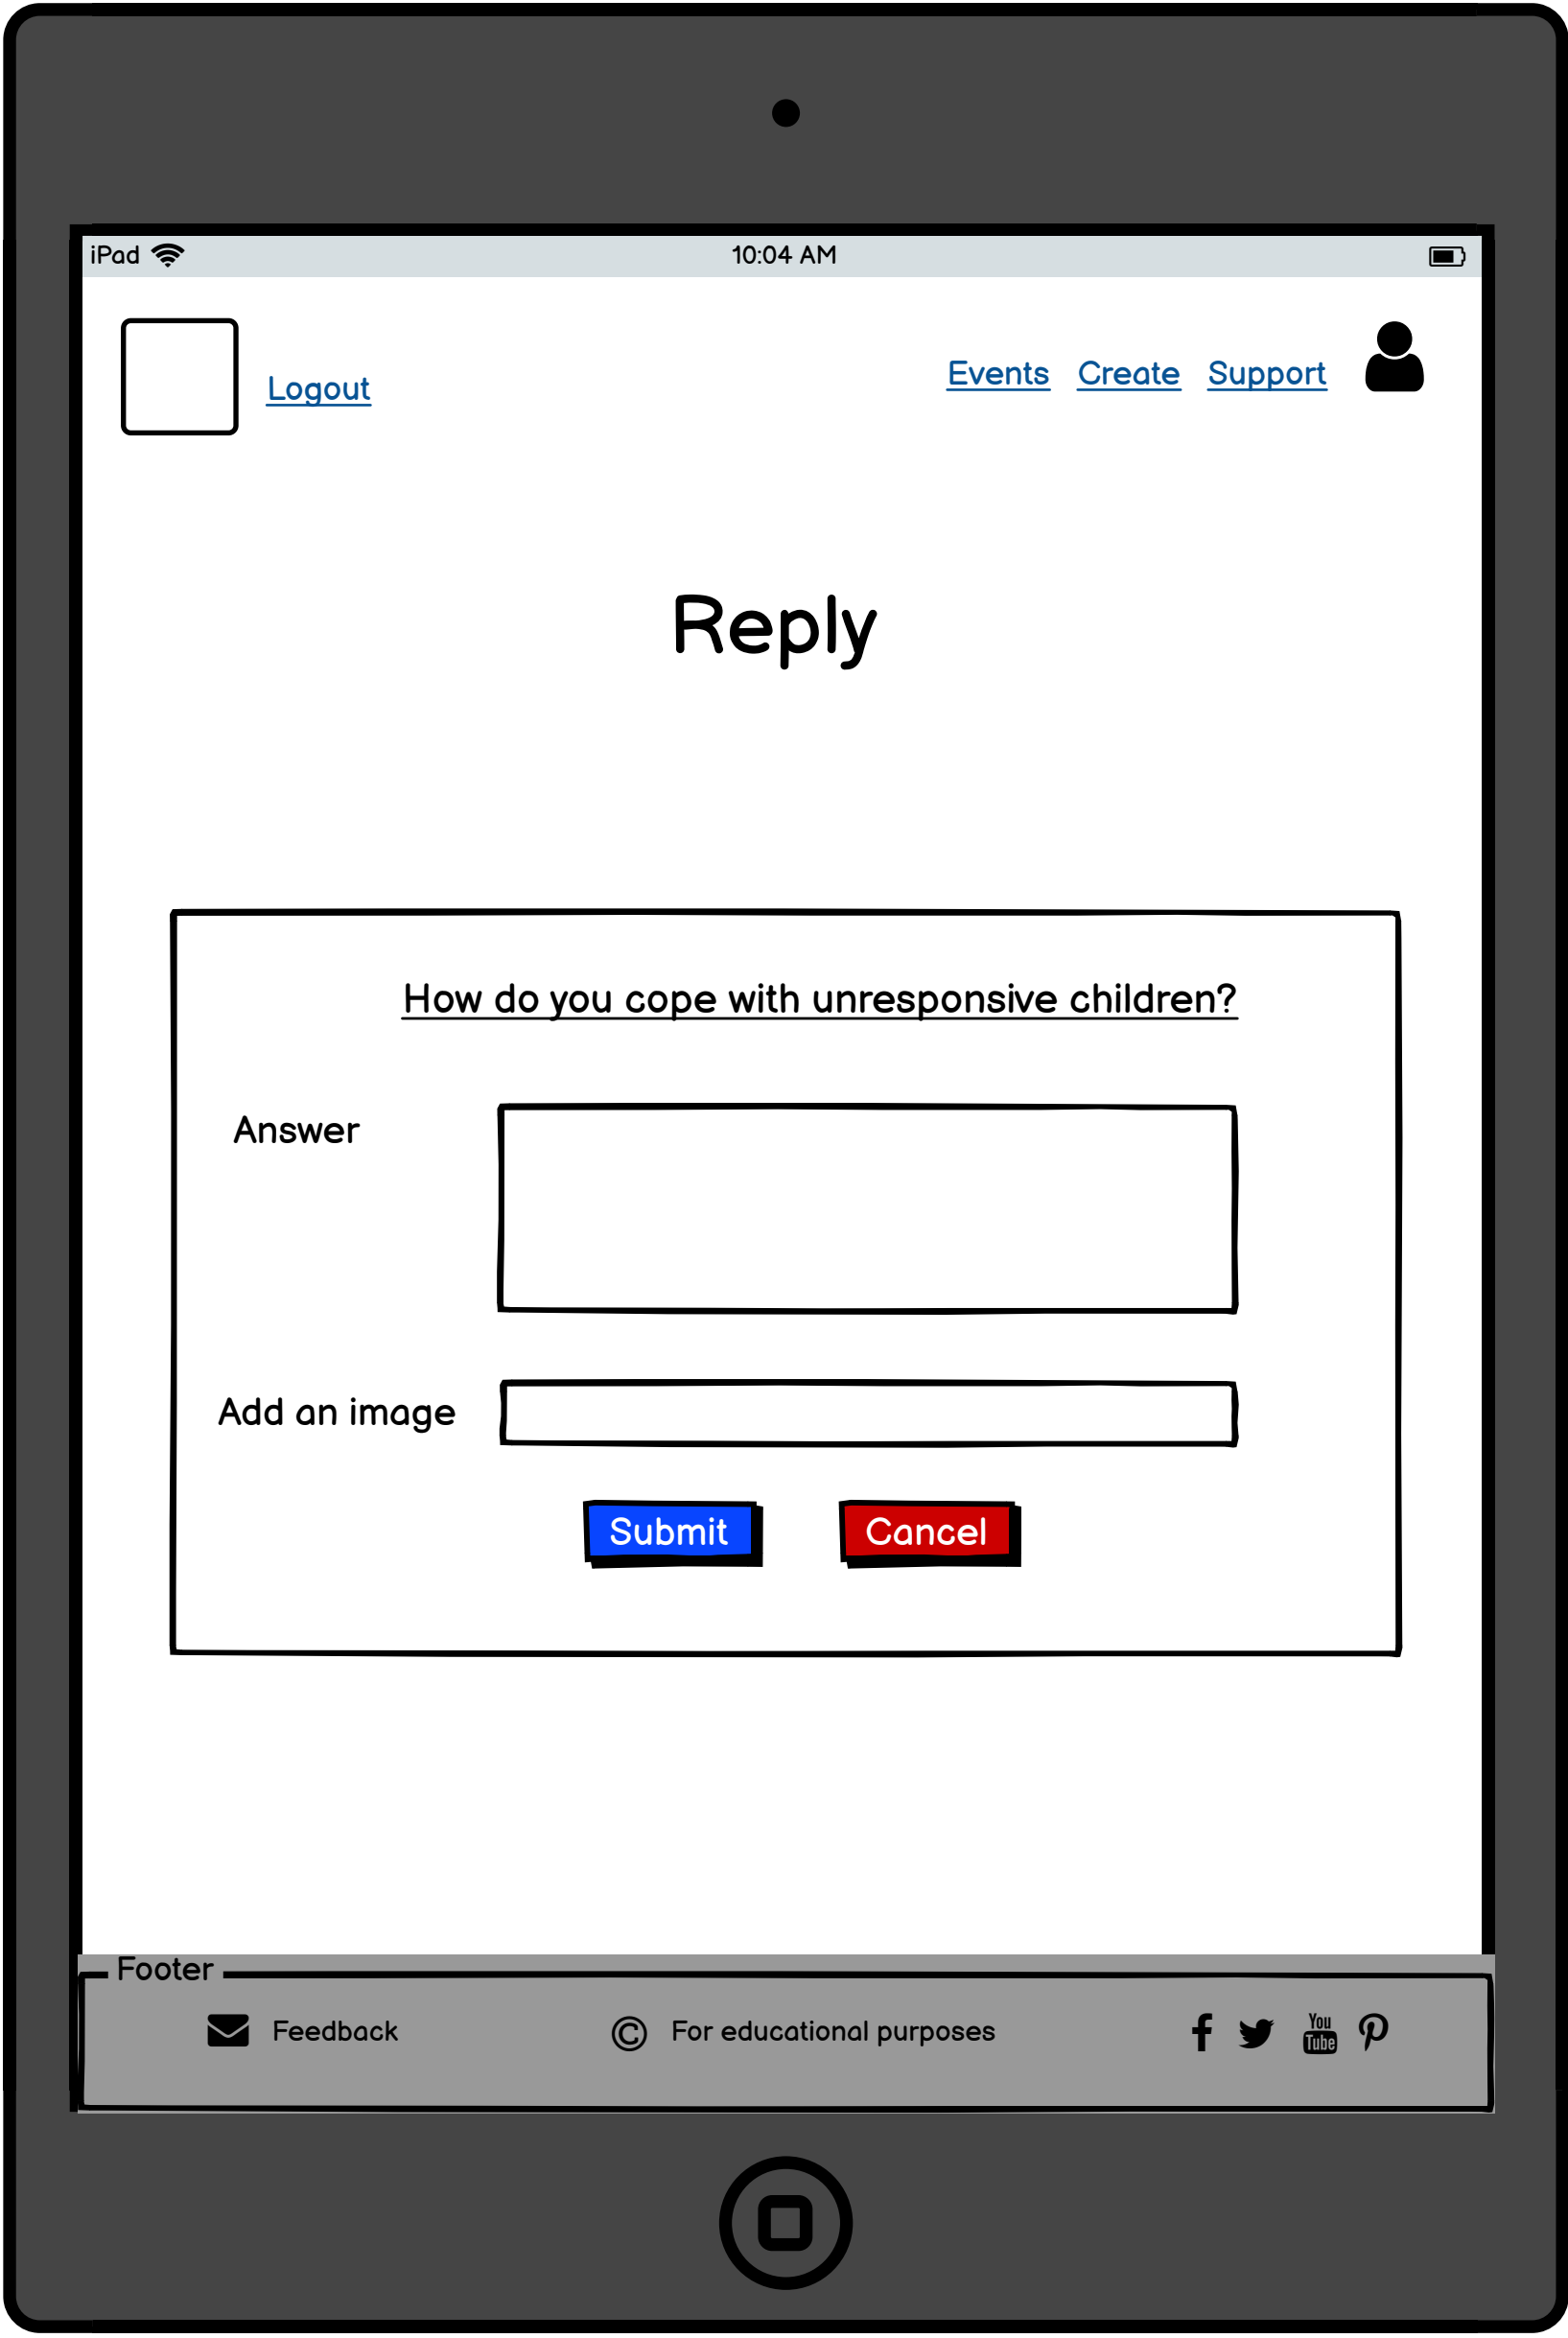 iPad 10:04 AM
Logout Events Create Support
Reply
How do you cope with unresponsive children?
Answer
Add an image
Submit Cancel
Footer
Feedback © For educational purposes f You Tube